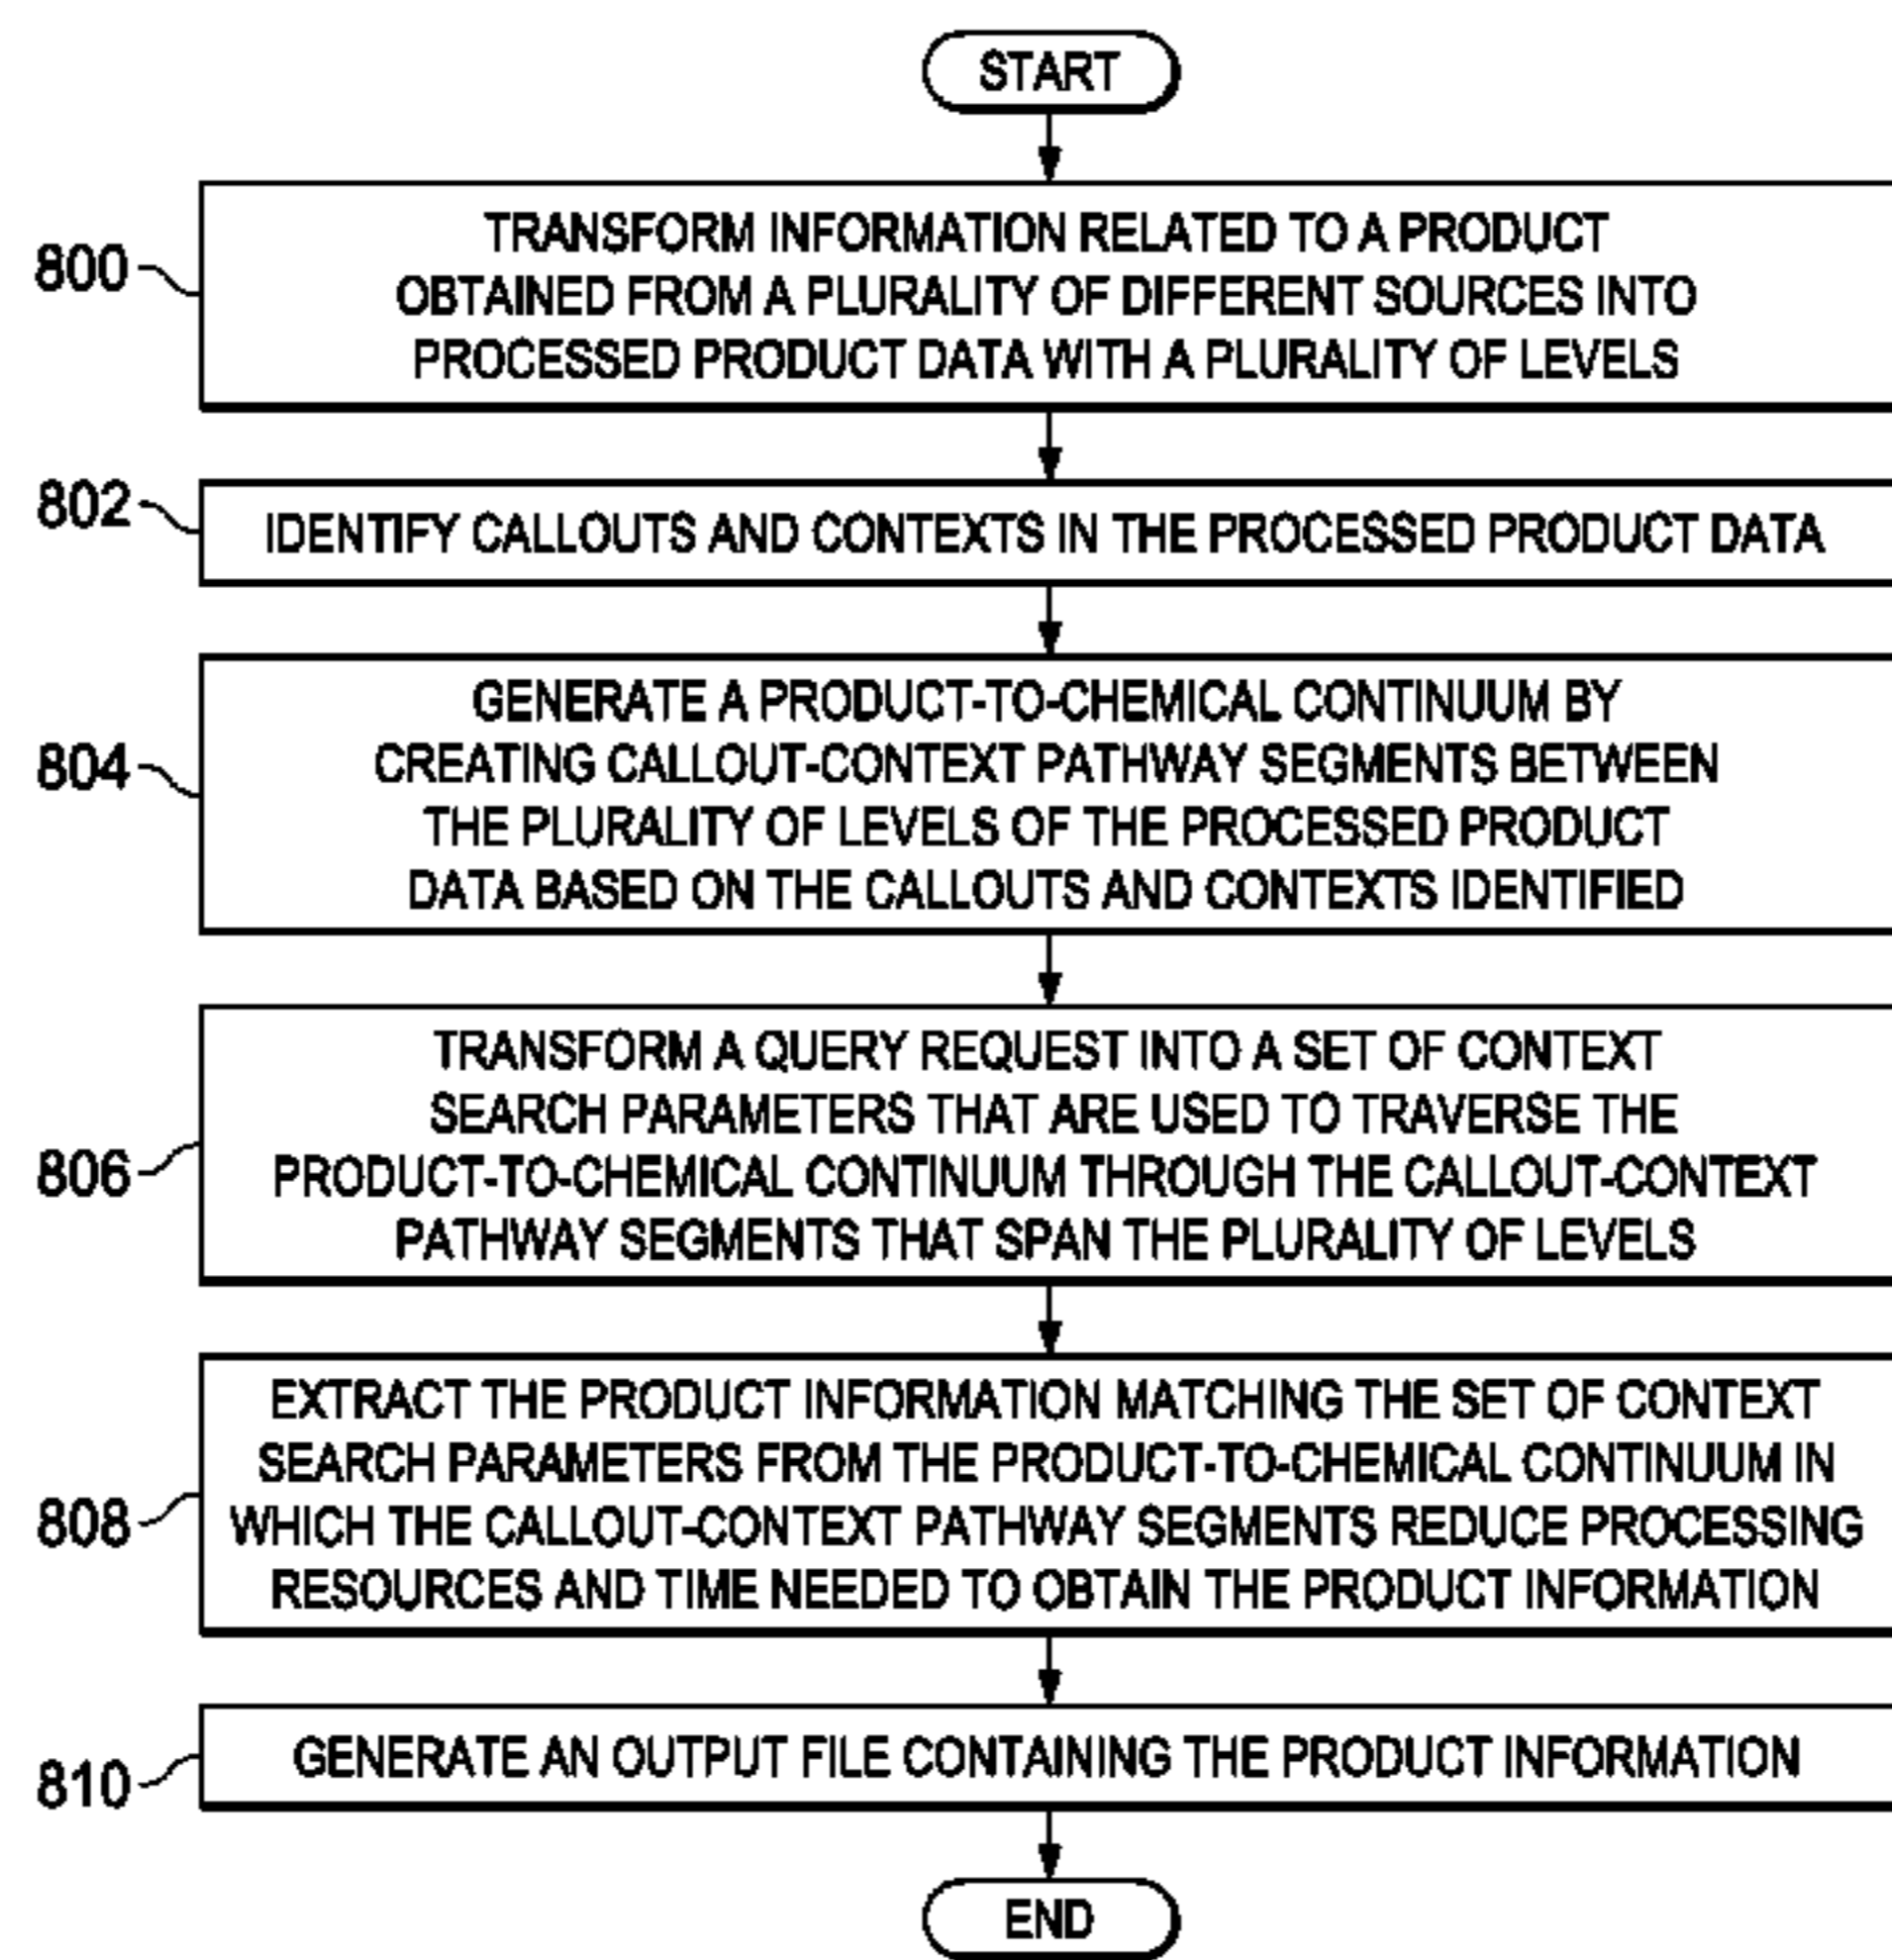 START
800
TRANSFORM INFORMATION RELATED TO A PRODUCT
OBTAINED FROM A PLURALITY OF DIFFERENT SOURCES INTO
PROCESSED PRODUCT DATA WITH A PLURALITY OF LEVELS
802
IDENTIFY CALLOUTS AND CONTEXTS IN THE PROCESSED PRODUCT DATA
804
GENERATE A PRODUCT-TO-CHEMICAL CONTINUUM BY
CREATING CALLOUT-CONTEXT PATHWAY SEGMENTS BETWEEN
THE PLURALITY OF LEVELS OF THE PROCESSED PRODUCT
DATA BASED ON THE CALLOUTS AND CONTEXTS IDENTIFIED
806
TRANSFORM A QUERY REQUEST INTO A SET OF CONTEXT
SEARCH PARAMETERS THAT ARE USED TO TRAVERSE THE
PRODUCT-TO-CHEMICAL CONTINUUM THROUGH THE CALLOUT-CONTEXT
PATHWAY SEGMENTS THAT SPAN THE PLURALITY OF LEVELS
808
EXTRACT THE PRODUCT INFORMATION MATCHING THE SET OF CONTEXT
SEARCH PARAMETERS FROM THE PRODUCT-TO-CHEMICAL CONTINUUM IN
WHICH THE CALLOUT-CONTEXT PATHWAY SEGMENTS REDUCE PROCESSING
RESOURCES AND TIME NEEDED TO OBTAIN THE PRODUCT INFORMATION
810
GENERATE AN OUTPUT FILE CONTAINING THE PRODUCT INFORMATION
END